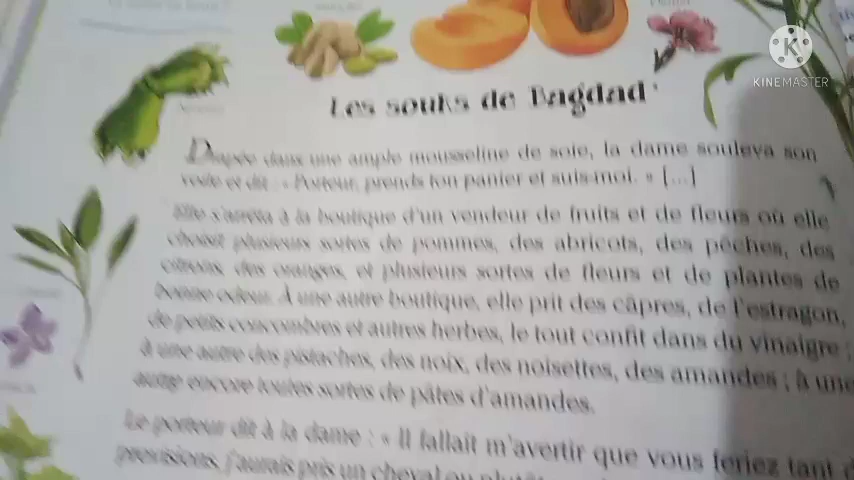 KINEMASTER
Les souks de Bagdad
Drapée dans une ample mousseline de soie, la dame souleva son
voile et dit : « Porteur, prends ton panier et suis-moi. » [...]
Elle s'arrêta à la boutique d'un vendeur de fruits et de fleurs où elle
choisit plusieurs sortes de pommes, des abricots, des pêches, des
citrons, des oranges, et plusieurs sortes de fleurs et de plantes de
bonne odeur. À une autre boutique, elle prit des câpres, de l'estragon,
de petits concombres et autres herbes, le tout confit dans du vinaigre ;
à une autre des pistaches, des noix, des noisettes, des amandes ; à une
autre encore toutes sortes de pâtes d'amandes.
Le porteur dit à la dame : « Il fallait m'avertir que vous feriez tant d
provisions, j'aurais pris un cheval ou plutôt